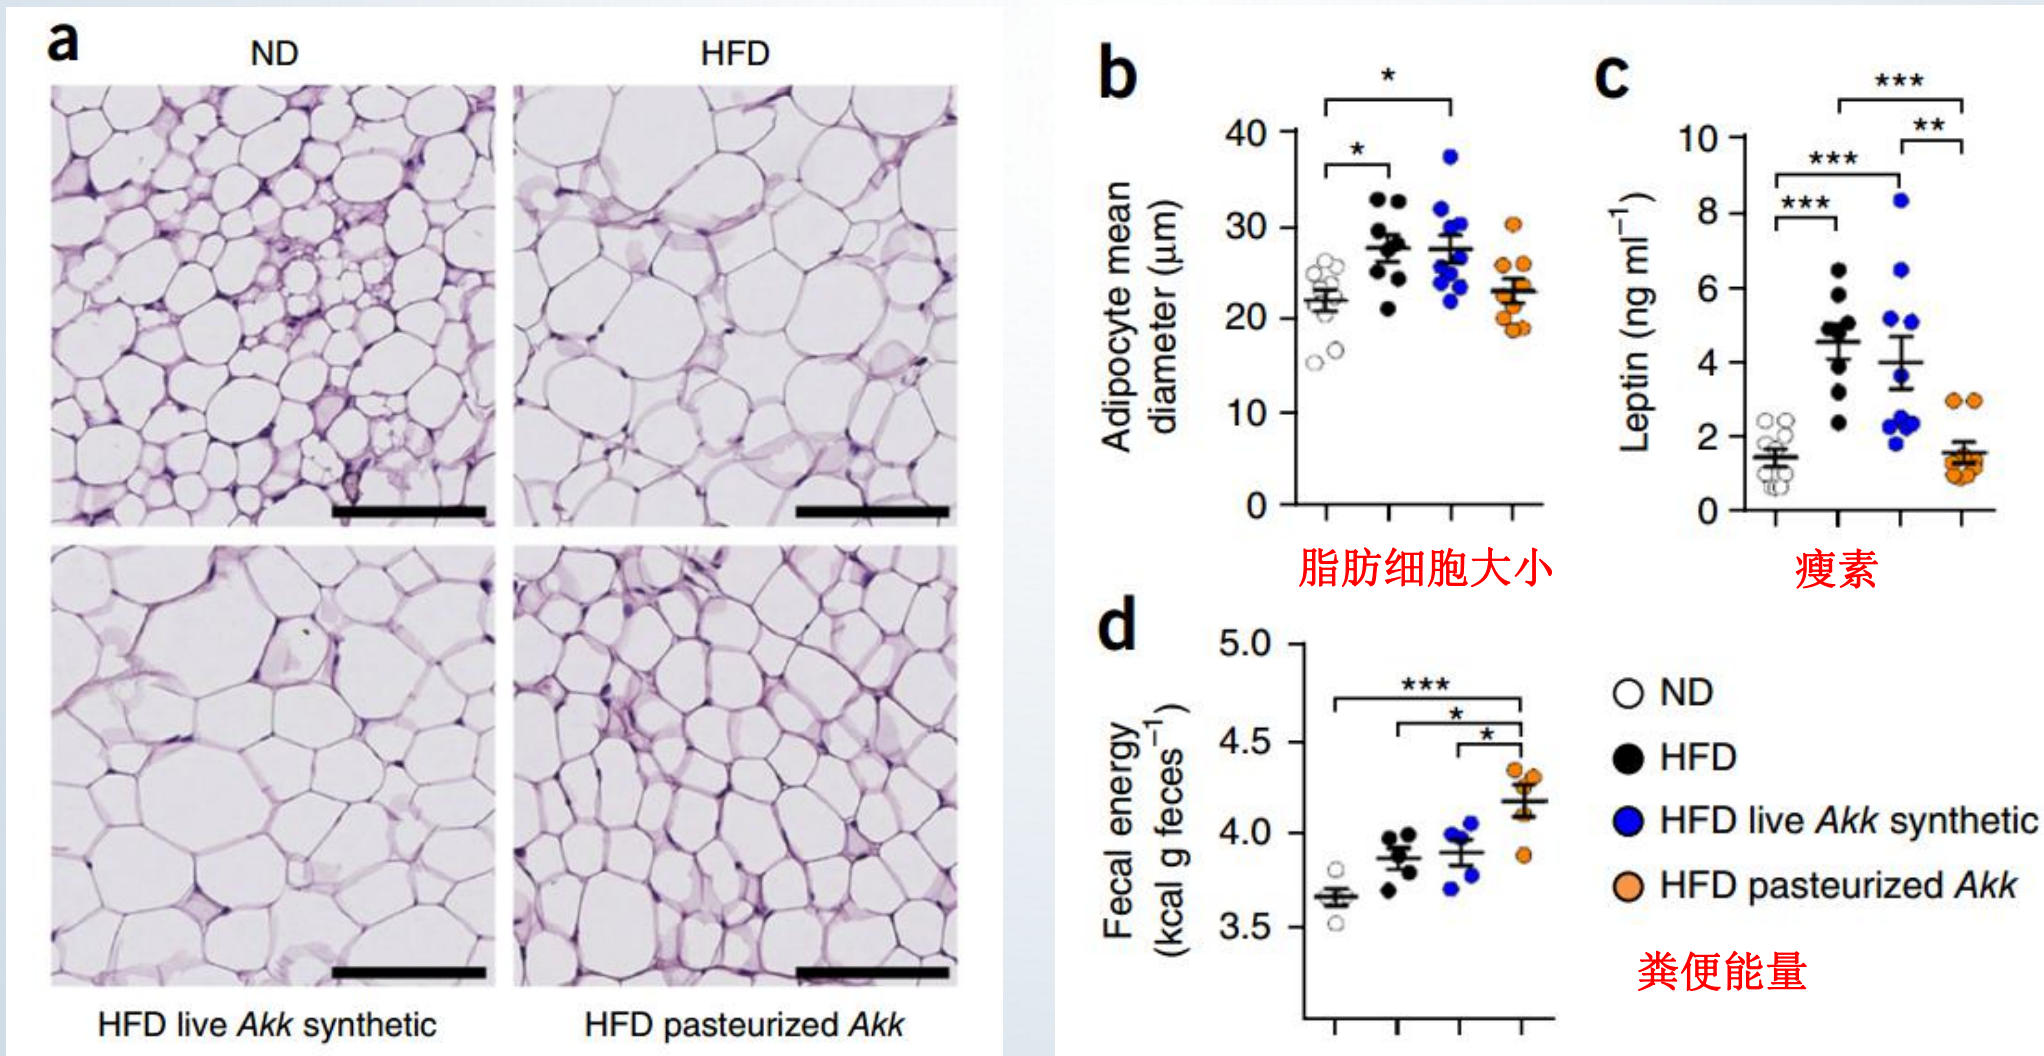 a
ND
HFD
HFD live Akk synthetic
HFD pasteurized Akk
b
*
*
40
30
20
10
0
Adipocyte mean
diameter (µm)
脂肪细胞大小
c
***
**
***
***
10
8
6
4
2
0
Leptin (ng ml⁻¹)
瘦素
d
5.0
4.5
4.0
3.5
***
*
*
Fecal energy
(kcal g feces⁻¹)
ND
HFD
HFD live Akk synthetic
HFD pasteurized Akk
粪便能量